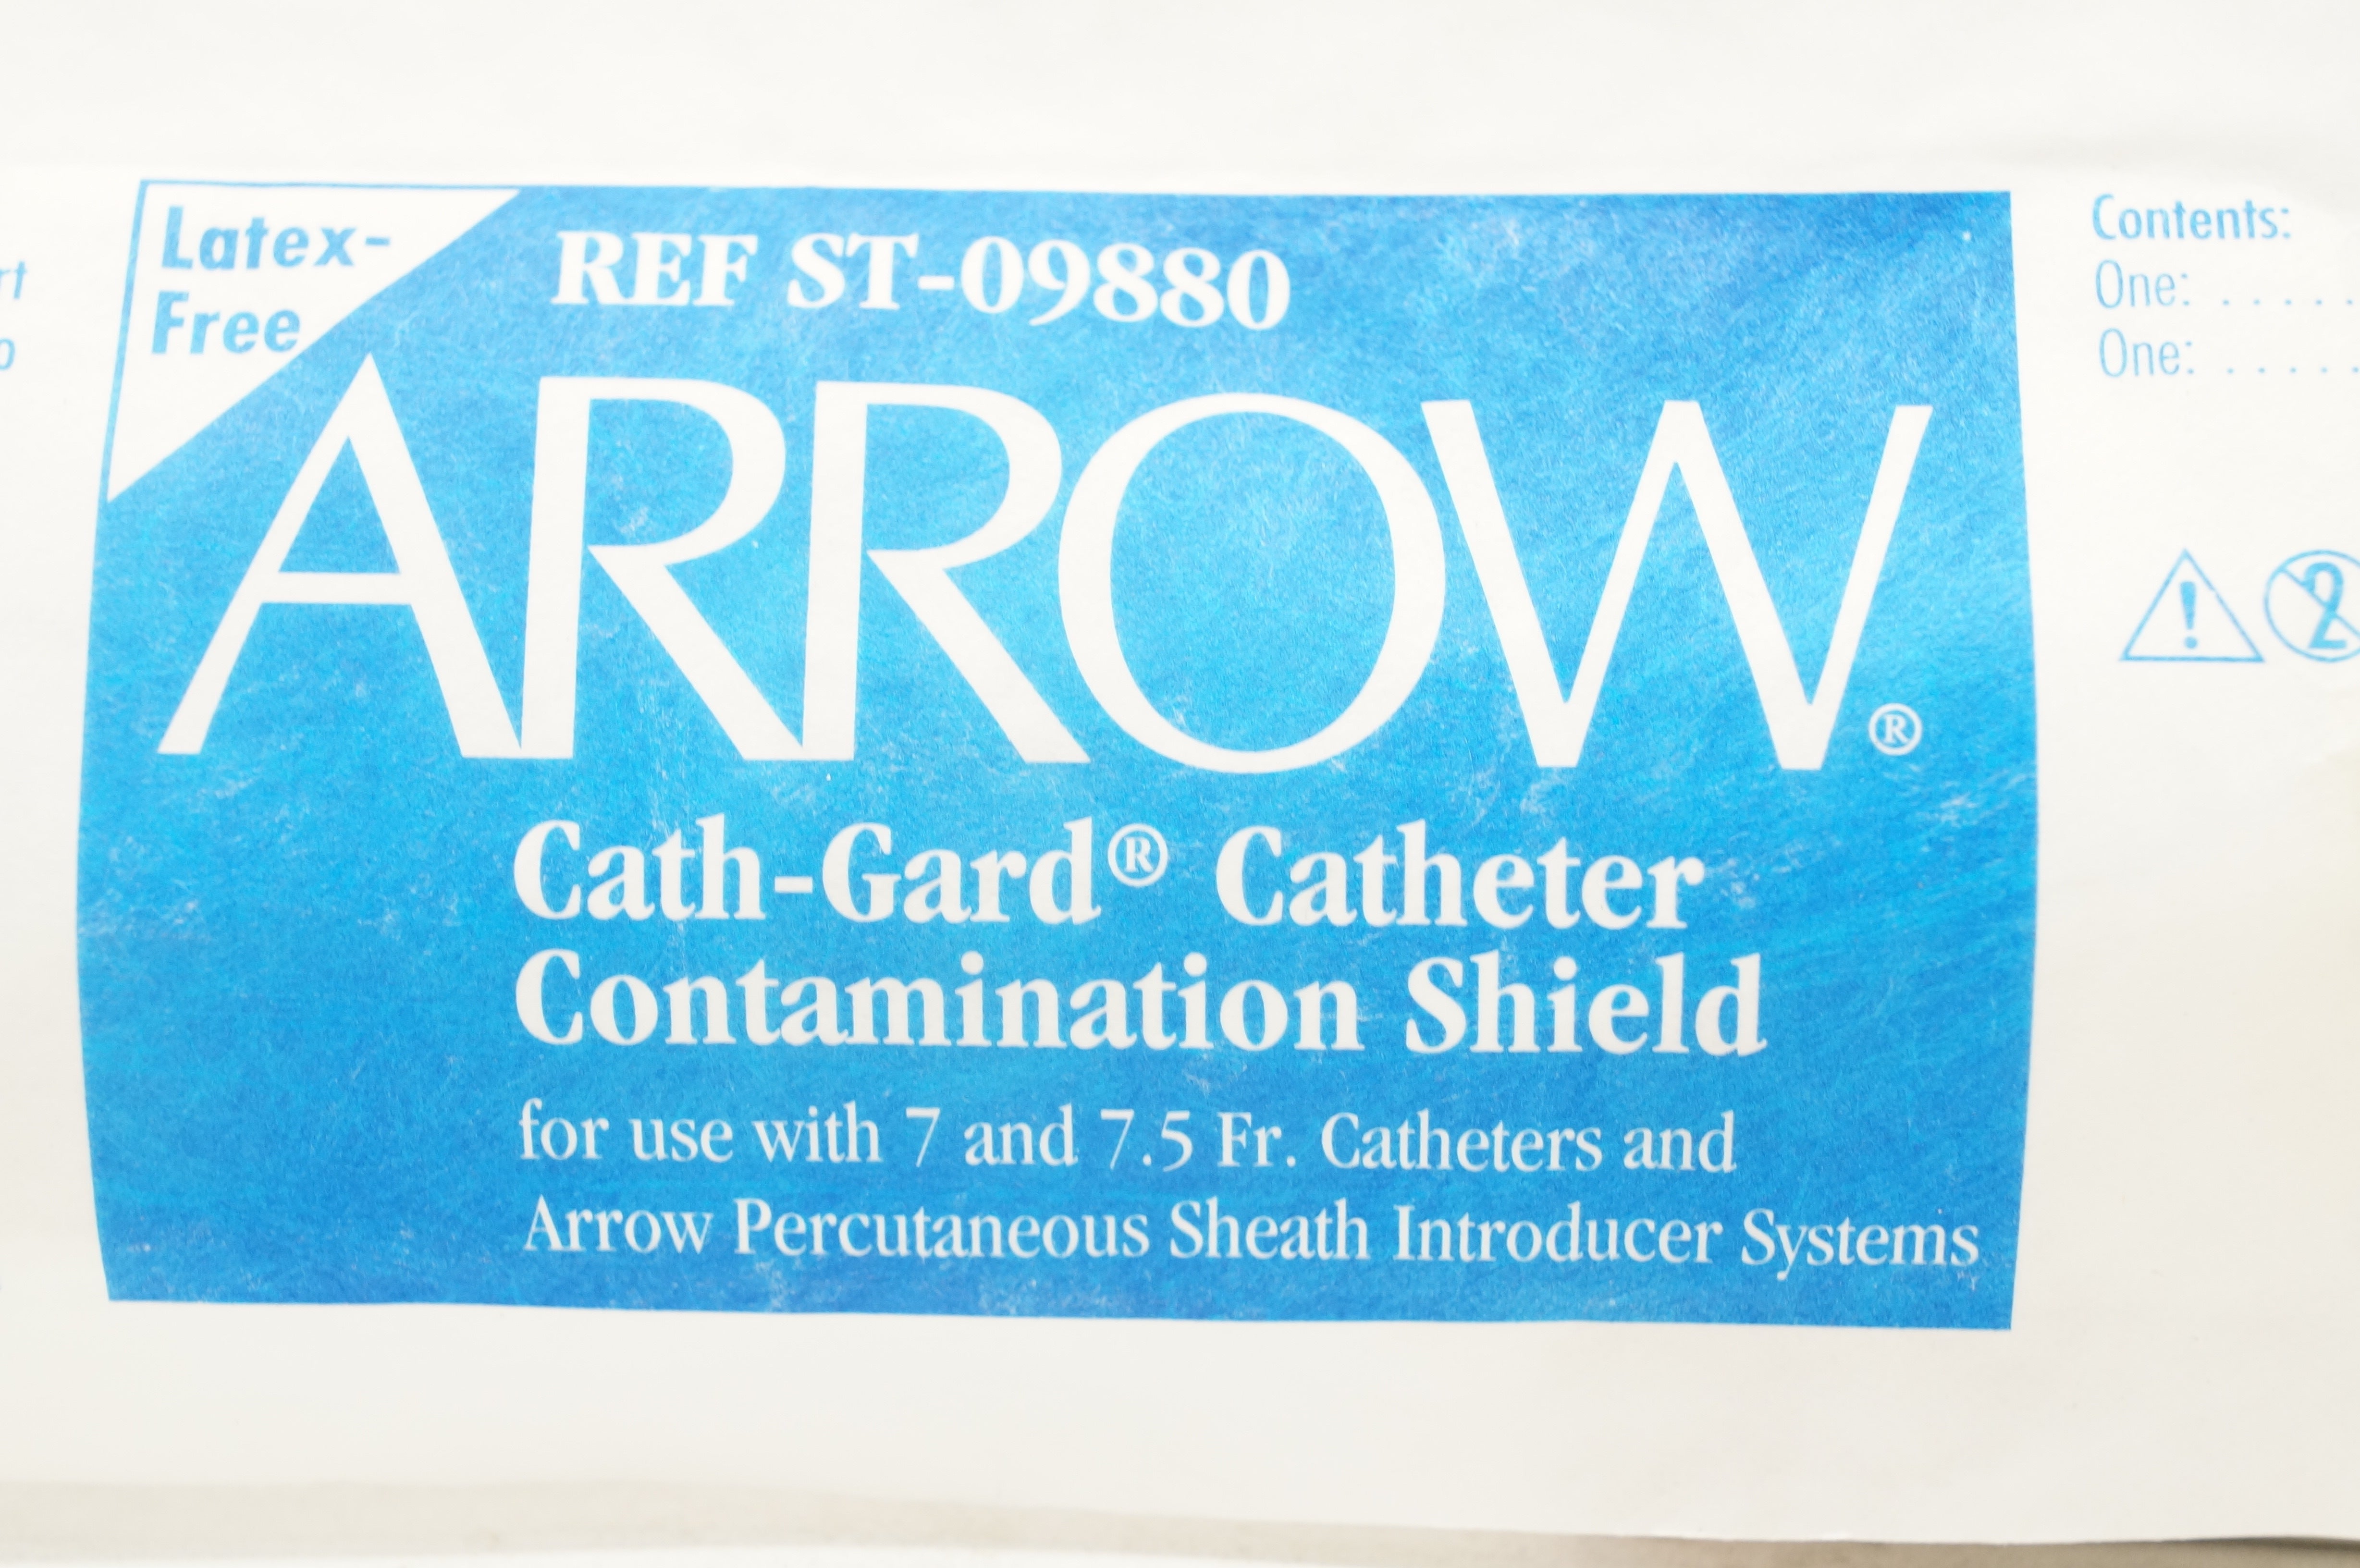 Latex-
Free
REF ST-09880
ARROW®
Cath-Gard® Catheter
Contamination Shield
for use with 7 and 7.5 Fr. Catheters and
Arrow Percutaneous Sheath Introducer Systems
Contents:
One: . . . . .
One: . . . . .
2